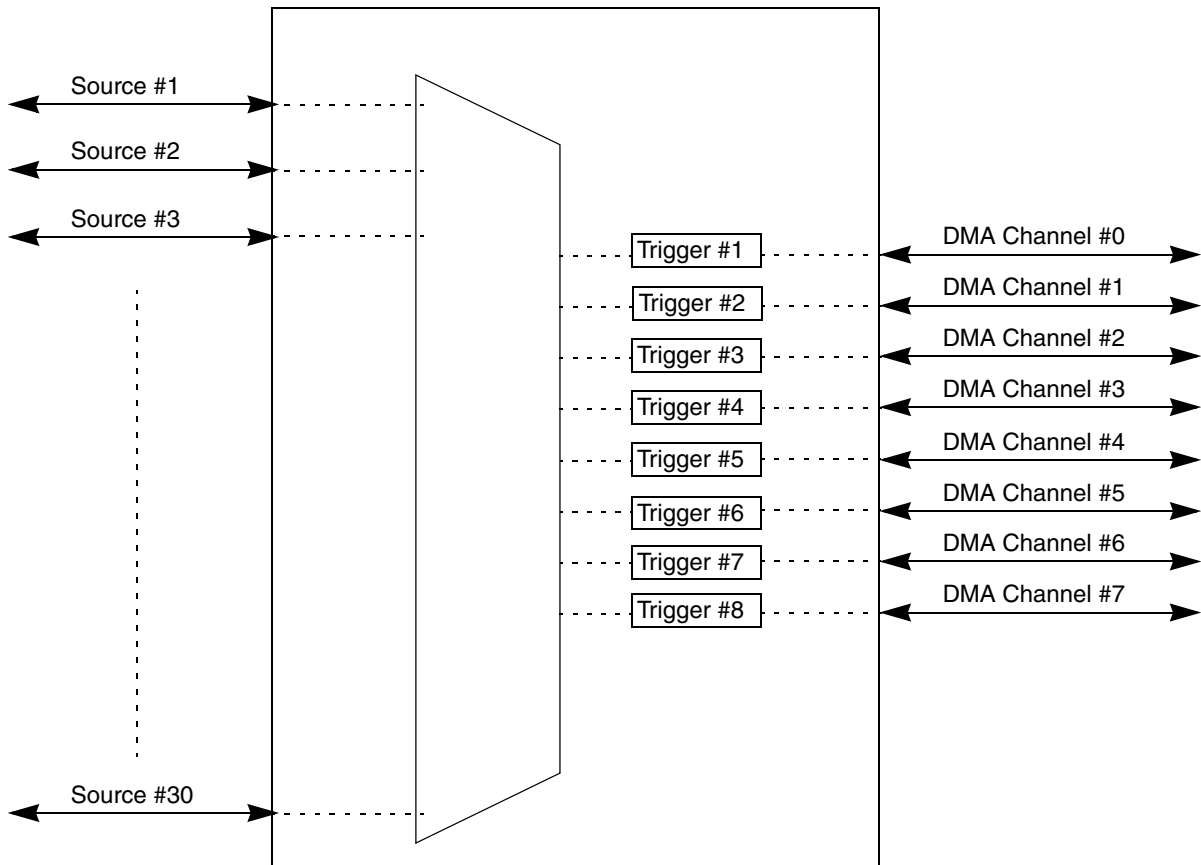 Source #1
Source #2
Source #3
Source #30
Trigger #1
Trigger #2
Trigger #3
Trigger #4
Trigger #5
Trigger #6
Trigger #7
Trigger #8
DMA Channel #0
DMA Channel #1
DMA Channel #2
DMA Channel #3
DMA Channel #4
DMA Channel #5
DMA Channel #6
DMA Channel #7